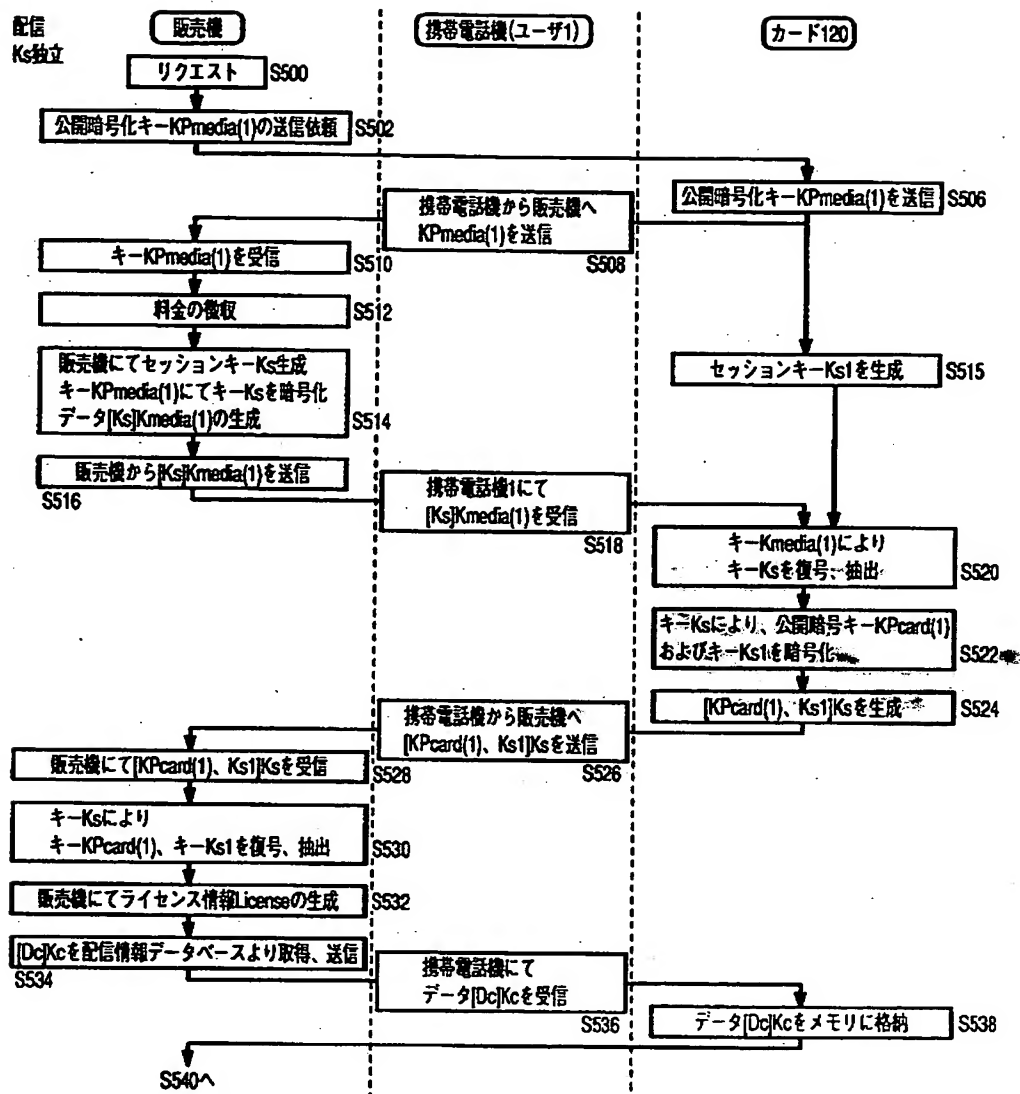 配信
Ks独立
販売機
携帯電話機(ユーザ1)
カード120
リクエスト
S500
公開暗号化キーKPmedia(1)の送信依頼
S502
公開暗号化キーKPmedia(1)を送信
S506
携帯電話機から販売機へ
KPmedia(1)を送信
S508
キーKPmedia(1)を受信
S510
料金の徴収
S512
販売機にてセッションキーKs生成
キーKPmedia(1)にてキーKsを暗号化
データ[Ks]Kmedia(1)の生成
S514
セッションキーKs1を生成
S515
販売機から[Ks]Kmedia(1)を送信
S516
携帯電話機1にて
[Ks]Kmedia(1)を受信
S518
キーKmedia(1)により
キーKsを復号、抽出
S520
キーKsにより、公開暗号キーKPcard(1)
およびキーKs1を暗号化
S522
[KPcard(1)、Ks1]Ksを生成
S524
携帯電話機から販売機へ
[KPcard(1)、Ks1]Ksを送信
S526
販売機にて[KPcard(1)、Ks1]Ksを受信
S528
キーKsにより
キーKPcard(1)、キーKs1を復号、抽出
S530
販売機にてライセンス情報Licenseの生成
S532
[Dc]Kcを配信情報データベースより取得、送信
S534
携帯電話機にて
データ[Dc]Kcを受信
S536
データ[Dc]Kcをメモリに格納
S538
S540へ